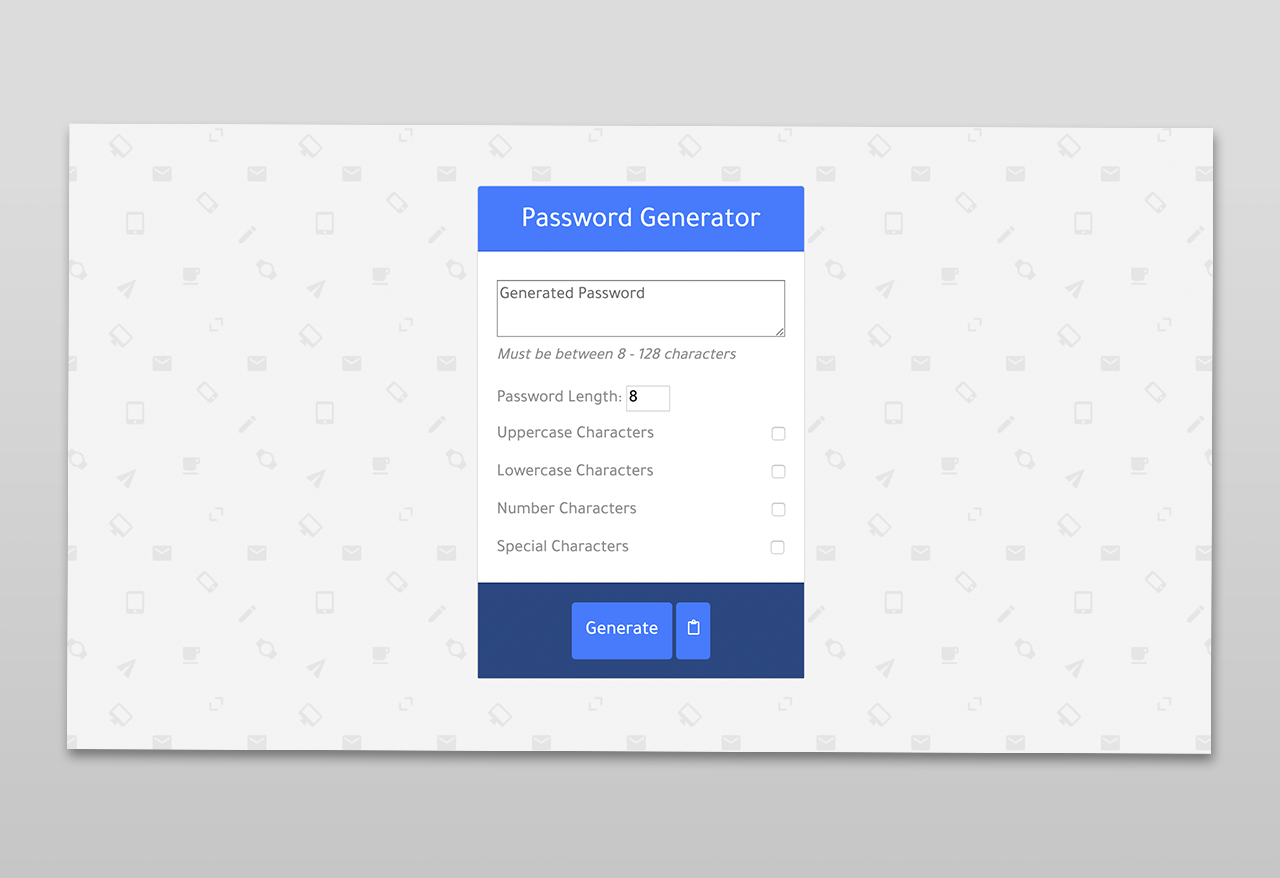 Password Generator
Generated Password
Must be between 8 - 128 characters
Password Length: 8
Uppercase Characters
Lowercase Characters
Number Characters
Special Characters
Generate